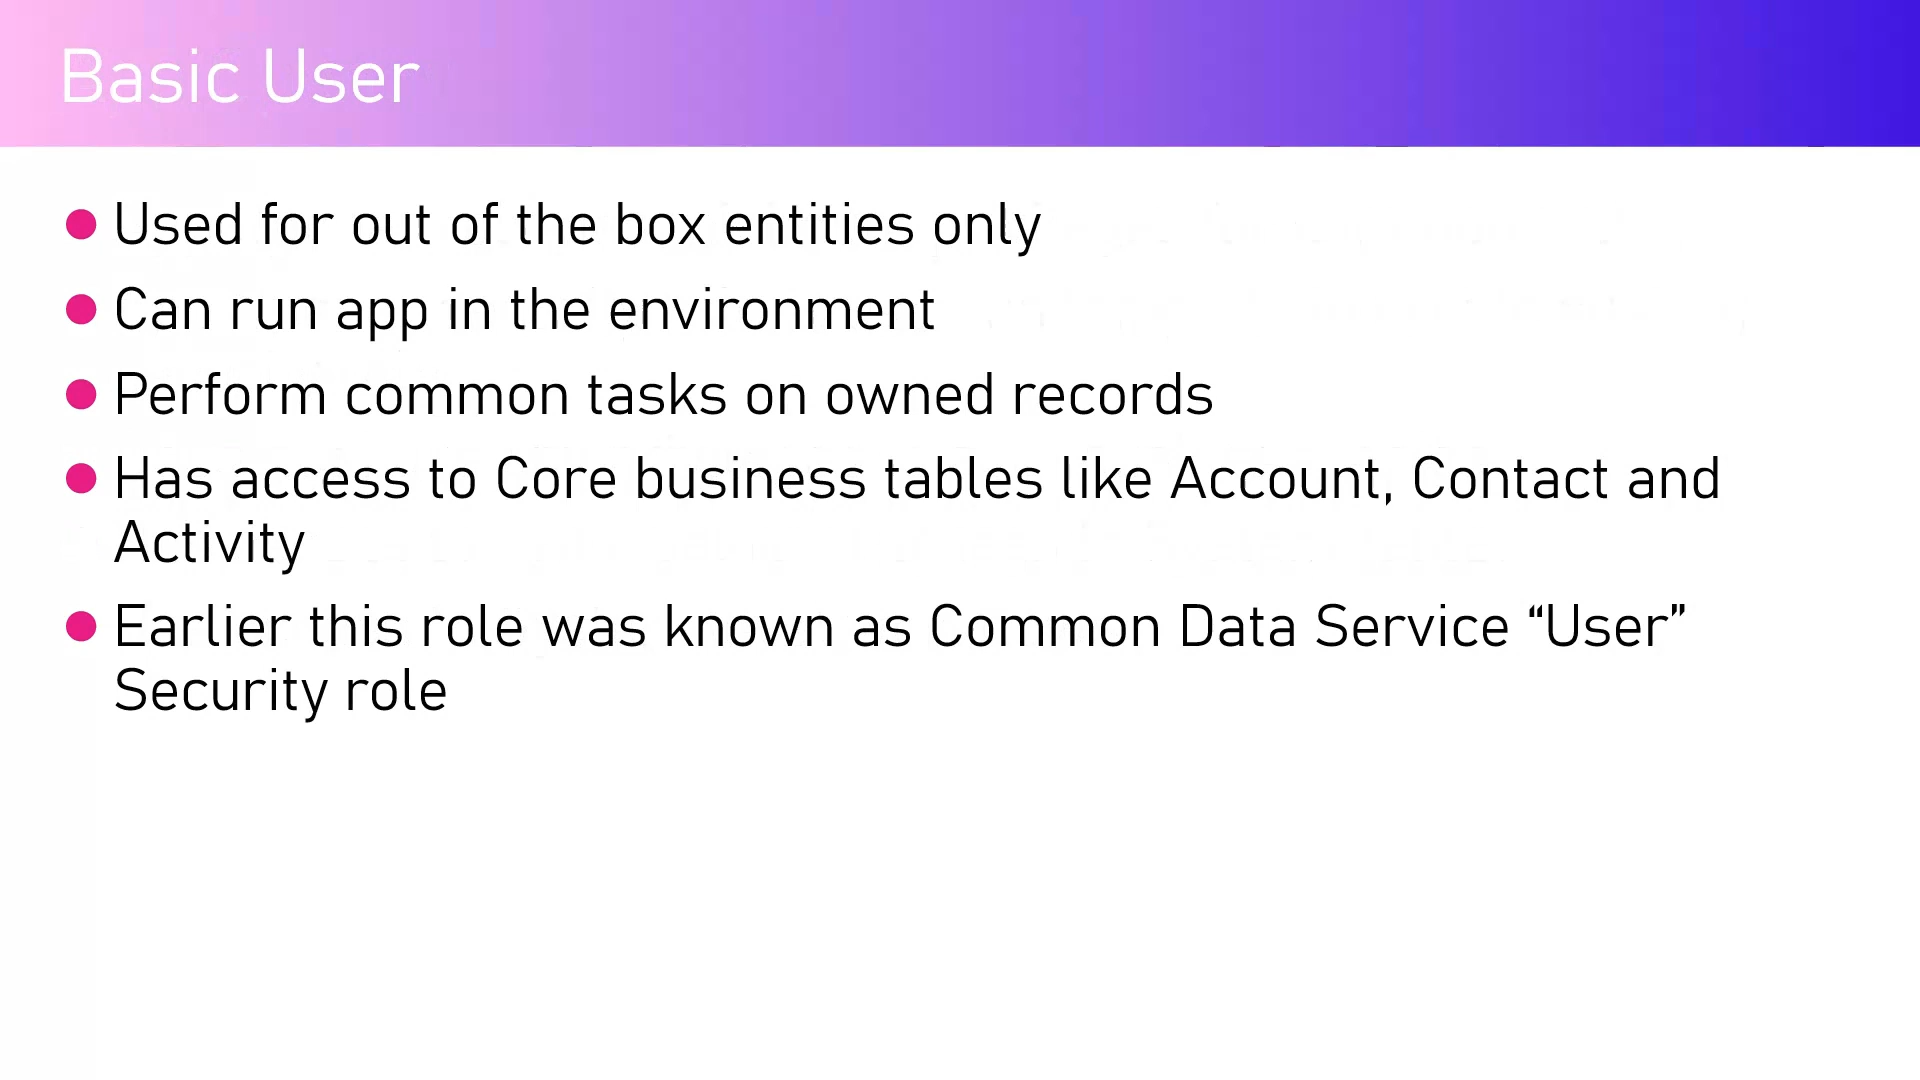 Basic User
Used for out of the box entities only
Can run app in the environment
Perform common tasks on owned records
Has access to Core business tables like Account, Contact and
Activity
Earlier this role was known as Common Data Service “User”
Security role